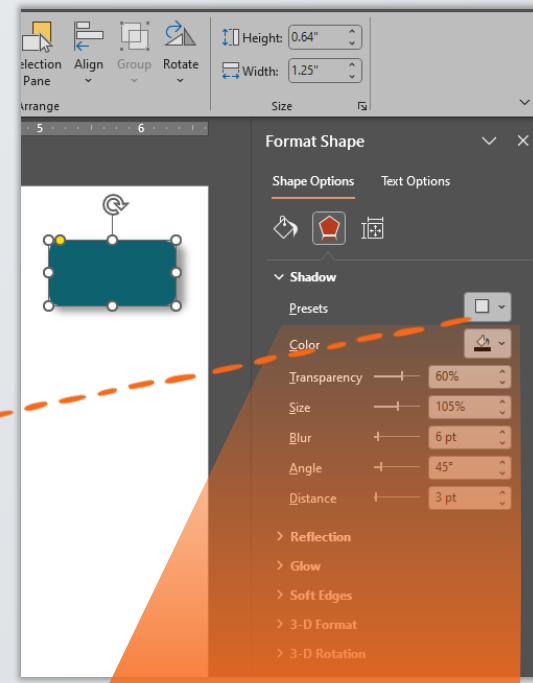 Height: 0.64"
election Align Group Rotate
Pane
Width: 1.25"
Arrange Size
5 6
Format Shape
Shape Options Text Options
Shadow
Presets
Color
Transparency 60%
Size 105%
Blur 6 pt
Angle 45°
Distance 3 pt
Reflection
Glow
Soft Edges
3-D Format
3-D Rotation